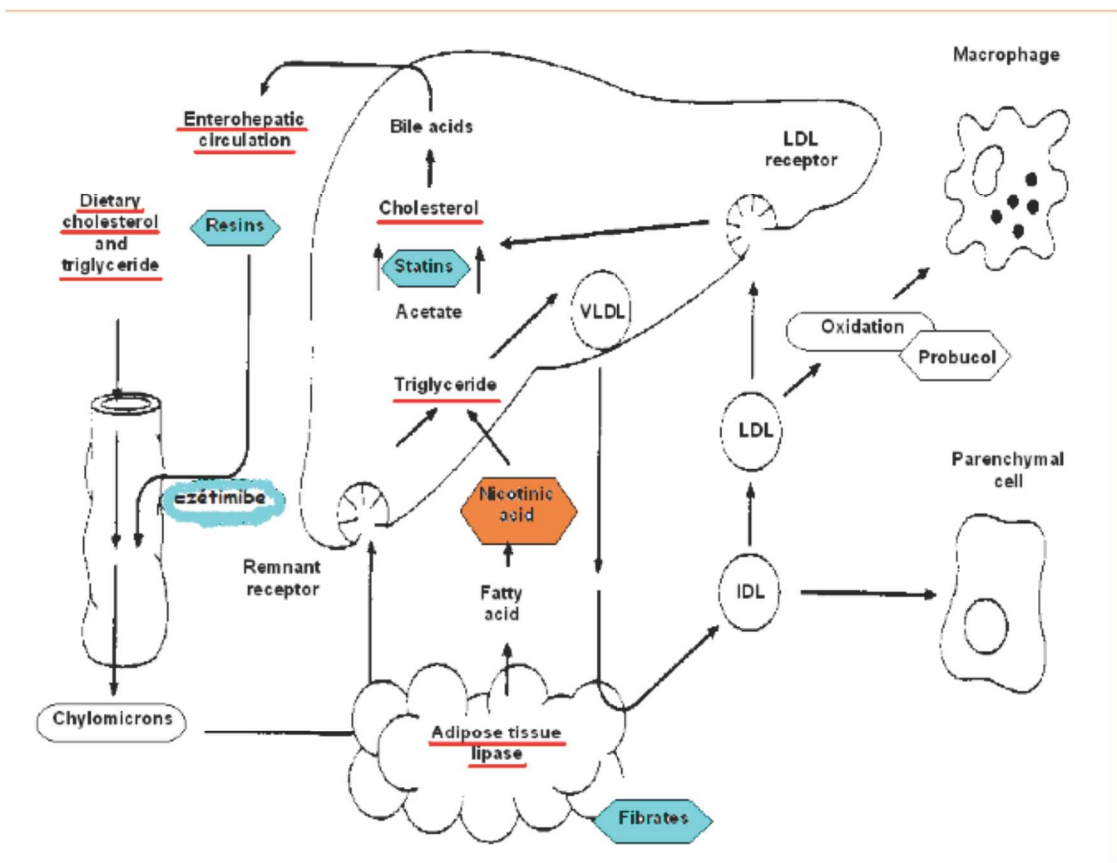 Macrophage
Enterohepatic
circulation
Bile acids
LDL
receptor
Dietary
cholesterol
and
triglyceride
Resins
Cholesterol
Statins
Acetate
VLDL
Oxidation
Probucol
Triglyceride
LDL
Parenchymal
cell
ezétimibe
Nicotinic
acid
Remnant
receptor
Fatty
acid
IDL
Chylomicrons
Adipose tissue
lipase
Fibrates